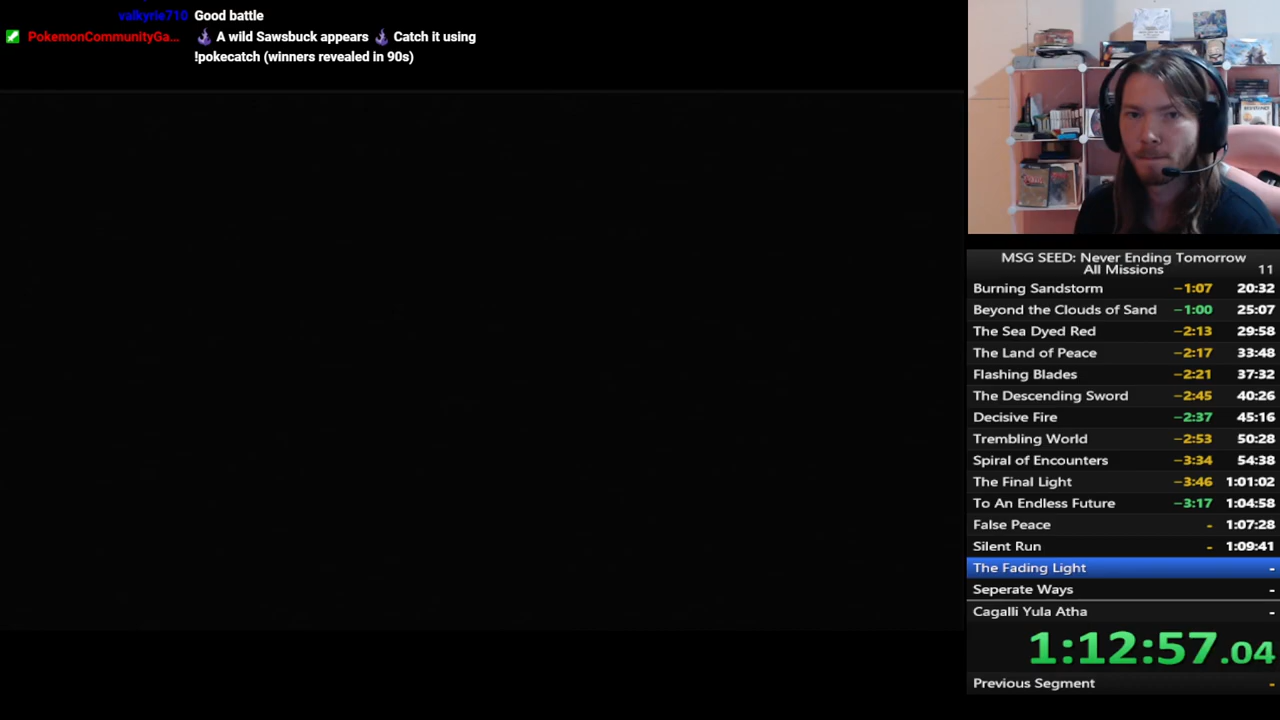 valkyrie710 Good battle
PokemonCommunityGa... A wild Sawsbuck appears Catch it using
!pokecatch (winners revealed in 90s)
MSG SEED: Never Ending Tomorrow
All Missions 11
Burning Sandstorm −1:07 20:32
Beyond the Clouds of Sand −1:00 25:07
The Sea Dyed Red −2:13 29:58
The Land of Peace −2:17 33:48
Flashing Blades −2:21 37:32
The Descending Sword −2:45 40:26
Decisive Fire −2:37 45:16
Trembling World −2:53 50:28
Spiral of Encounters −3:34 54:38
The Final Light −3:46 1:01:02
To An Endless Future −3:17 1:04:58
False Peace - 1:07:28
Silent Run - 1:09:41
The Fading Light -
Seperate Ways -
Cagalli Yula Atha -
1:12:57.04
Previous Segment -